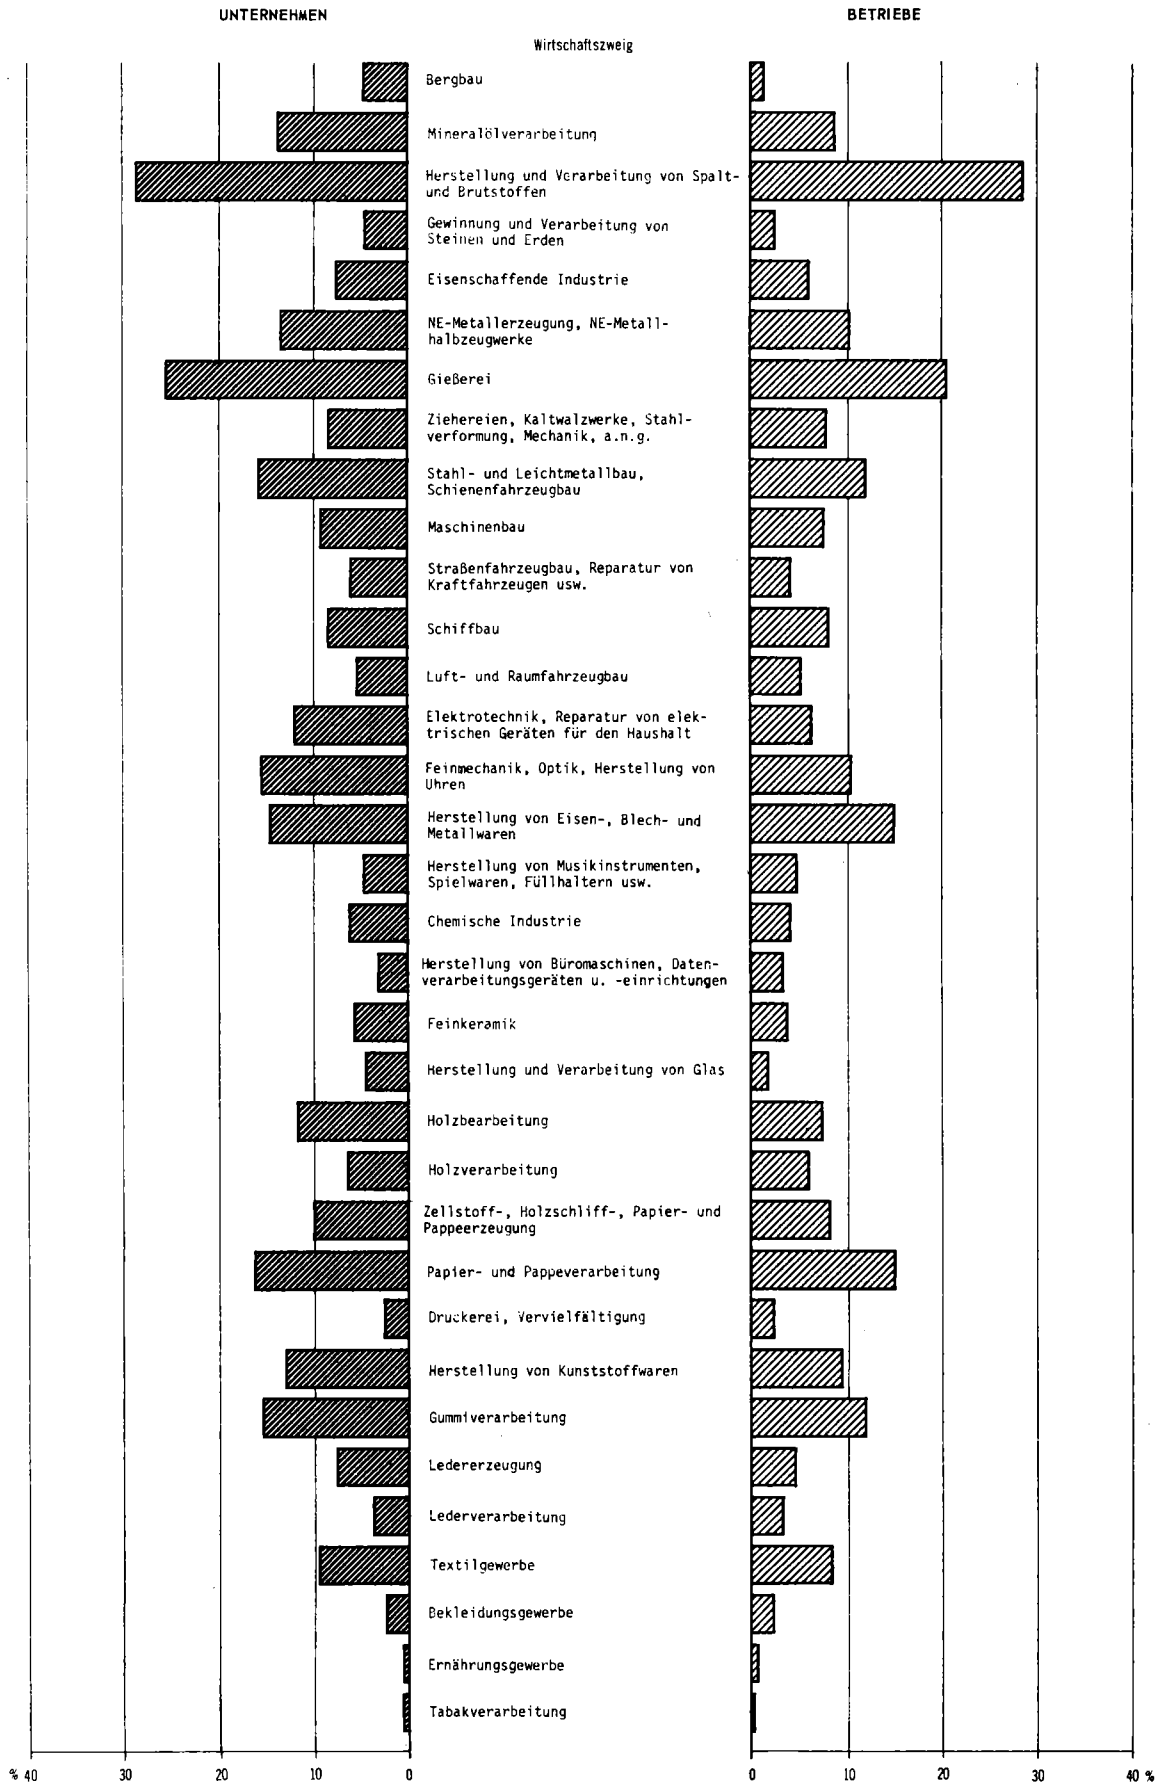 UNTERNEHMEN
BETRIEBE
Wirtschaftszweig
Bergbau
Mineralölverarbeitung
Herstellung und Verarbeitung von Spalt-
und Brutstoffen
Gewinnung und Verarbeitung von
Steinen und Erden
Eisenschaffende Industrie
NE-Metallerzeugung, NE-Metall-
halbzeugwerke
Gießerei
Ziehereien, Kaltwalzwerke, Stahl-
verformung, Mechanik, a.n.g.
Stahl- und Leichtmetallbau,
Schienenfahrzeugbau
Maschinenbau
Straßenfahrzeugbau, Reparatur von
Kraftfahrzeugen usw.
Schiffbau
Luft- und Raumfahrzeugbau
Elektrotechnik, Reparatur von elek-
trischen Geräten für den Haushalt
Feinmechanik, Optik, Herstellung von
Uhren
Herstellung von Eisen-, Blech- und
Metallwaren
Herstellung von Musikinstrumenten,
Spielwaren, Füllhaltern usw.
Chemische Industrie
Herstellung von Büromaschinen, Daten-
verarbeitungsgeräten u. -einrichtungen
Feinkeramik
Herstellung und Verarbeitung von Glas
Holzbearbeitung
Holzverarbeitung
Zellstoff-, Holzschliff-, Papier- und
Pappeerzeugung
Papier- und Pappeverarbeitung
Druckerei, Vervielfältigung
Herstellung von Kunststoffwaren
Gummiverarbeitung
Ledererzeugung
Lederverarbeitung
Textilgewerbe
Bekleidungsgewerbe
Ernährungsgewerbe
Tabakverarbeitung
% 40 30 20 10 0
0 10 20 30 40 %